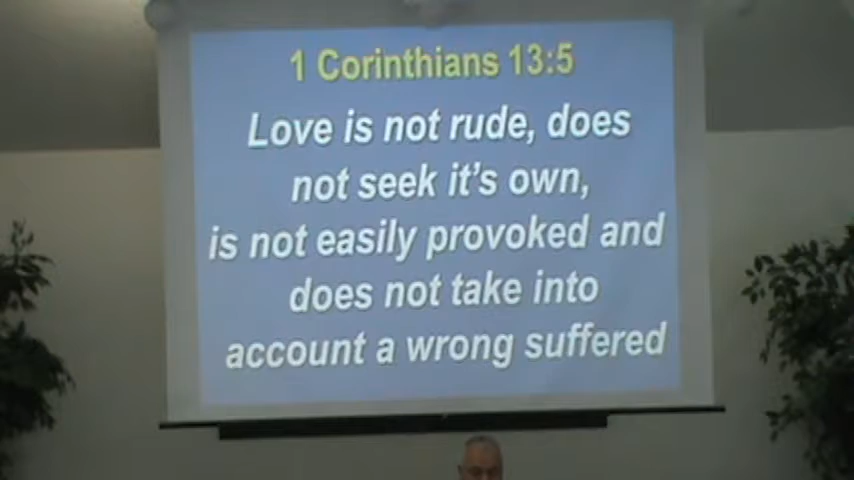 1 Corinthians 13:5
Love is not rude, does
not seek it's own,
is not easily provoked and
does not take into
account a wrong suffered